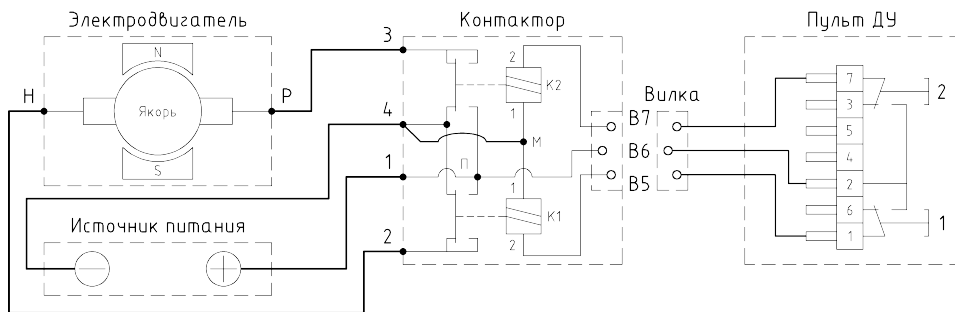 Электродвигатель
Контактор
Пульт ДУ
N
Якорь
S
Н
Р
3
4
1
2
2
К2
1
М
П
1
К1
2
Вилка
В7
В6
В5
7
3
5
4
2
6
1
2
1
Источник питания
−
+